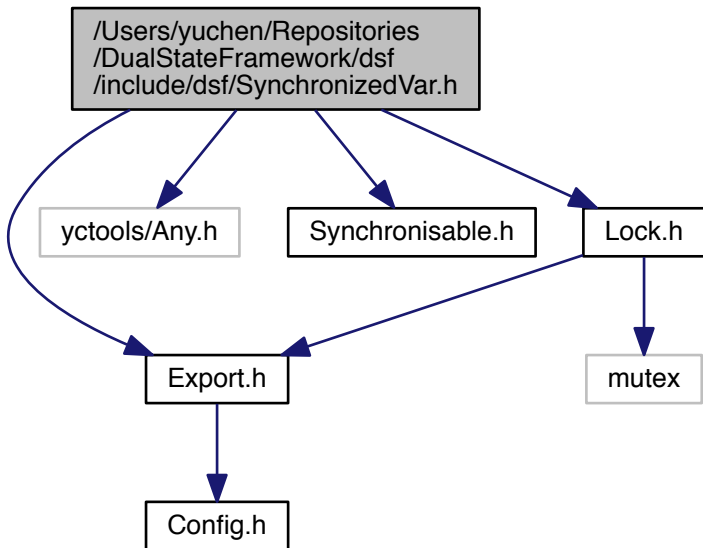 /Users/yuchen/Repositories
/DualStateFramework/dsf
/include/dsf/SynchronizedVar.h
yctools/Any.h
Synchronisable.h
Lock.h
Export.h
mutex
Config.h